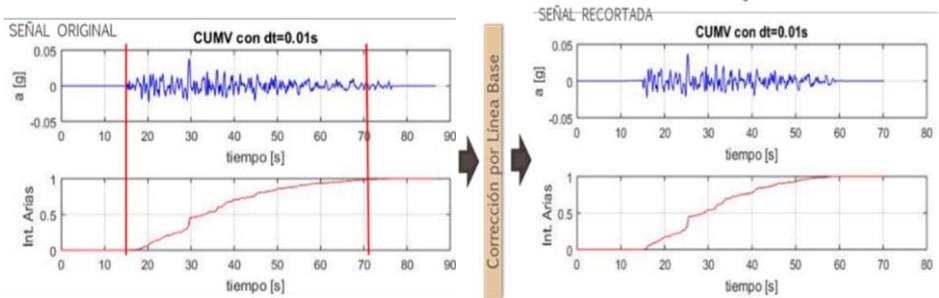 SEÑAL ORIGINAL
CUMV con dt=0.01s
a [g]
0.05
0
-0.05
0 10 20 30 40 50 60 70 80 90
tiempo [s]
Int. Arias
1
0.5
0
0 10 20 30 40 50 60 70 80 90
tiempo [s]
Corrección por Línea Base
SEÑAL RECORTADA
CUMV con dt=0.01s
a [g]
0.05
0
-0.05
0 10 20 30 40 50 60 70 80
tiempo [s]
Int. Arias
1
0.5
0
0 10 20 30 40 50 60 70 80
tiempo [s]